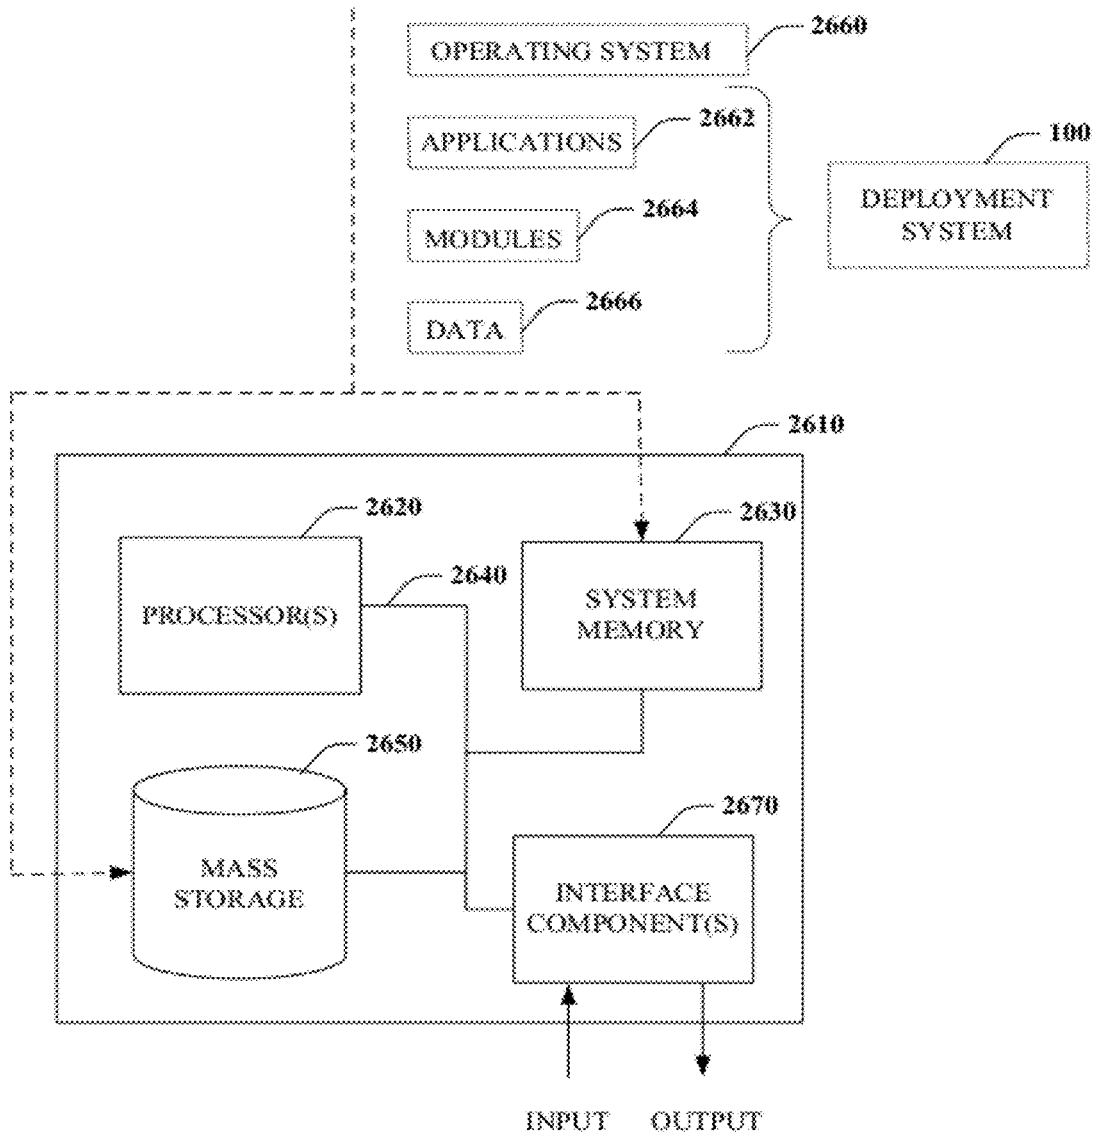 2660
OPERATING SYSTEM
2662
APPLICATIONS
100
DEPLOYMENT
SYSTEM
2664
MODULES
2666
DATA
2610
2620
PROCESSOR(S)
2640
2630
SYSTEM
MEMORY
2650
MASS
STORAGE
2670
INTERFACE
COMPONENT(S)
INPUT
OUTPUT